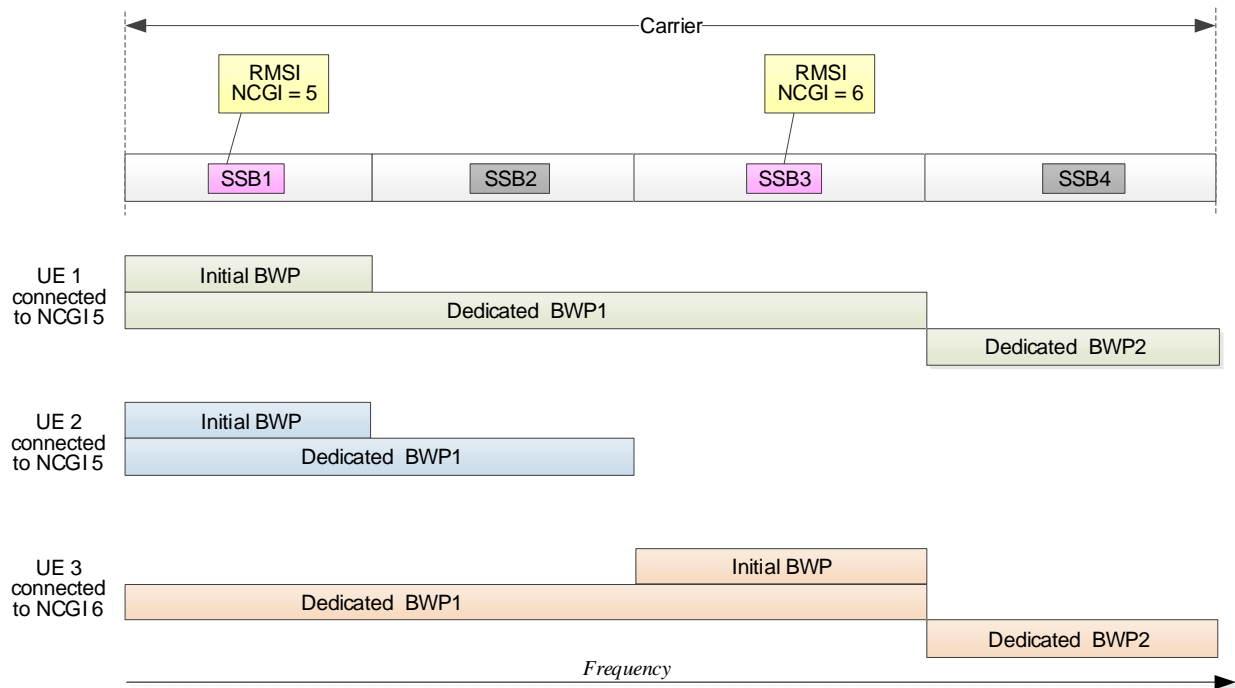 Carrier
RMSI
NCGI = 5
RMSI
NCGI = 6
SSB1
SSB2
SSB3
SSB4
UE 1
connected
to NCGI 5
Initial BWP
Dedicated BWP1
Dedicated BWP2
UE 2
connected
to NCGI 5
Initial BWP
Dedicated BWP1
UE 3
connected
to NCGI 6
Initial BWP
Dedicated BWP1
Dedicated BWP2
Frequency